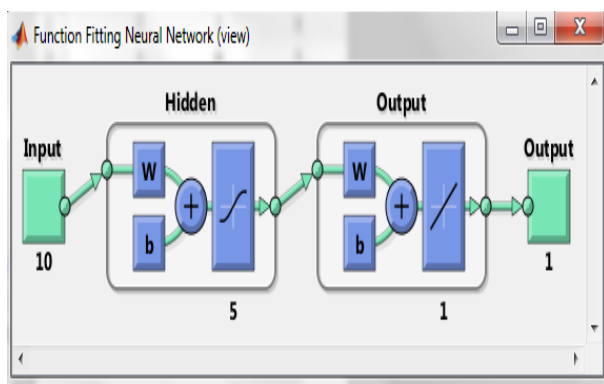 Function Fitting Neural Network (view)
Hidden
Output
Input
Output
W
b
+
W
b
+
10
5
1
1